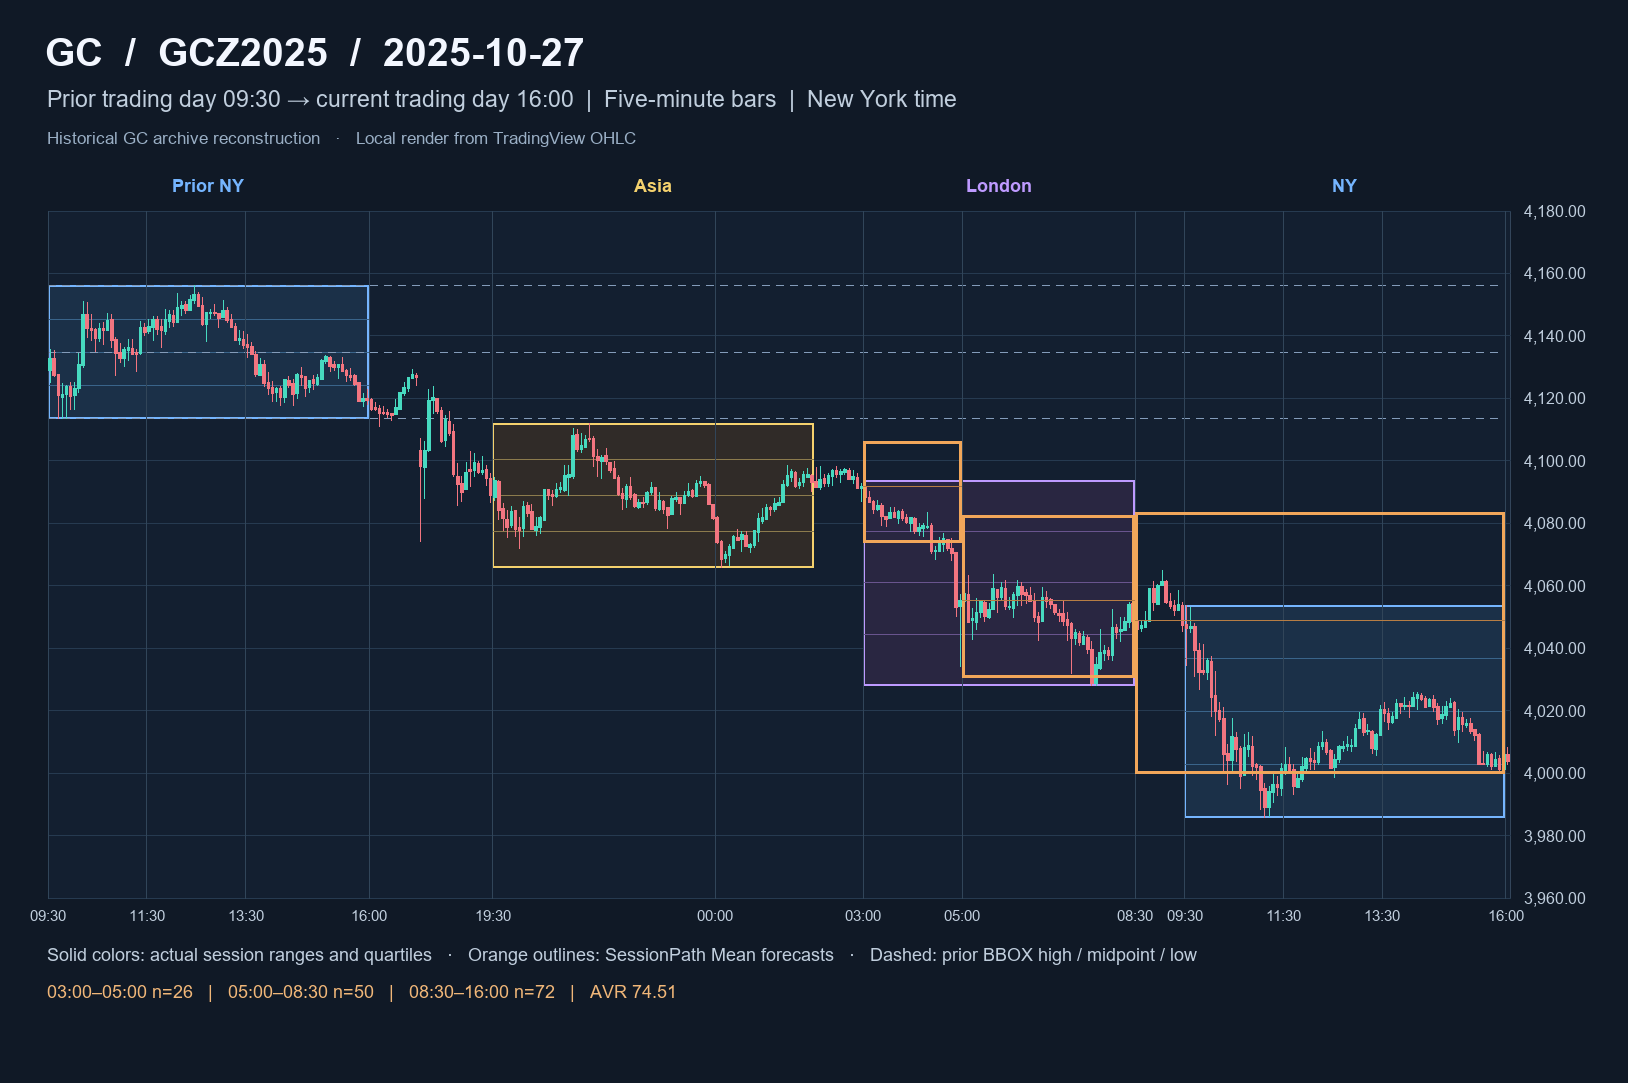 GC / GCZ2025 / 2025-10-27
Prior trading day 09:30 → current trading day 16:00 | Five-minute bars | New York time
Historical GC archive reconstruction · Local render from TradingView OHLC
Prior NY Asia London NY
4,180.00
4,160.00
4,140.00
4,120.00
4,100.00
4,080.00
4,060.00
4,040.00
4,020.00
4,000.00
3,980.00
3,960.00
09:30 11:30 13:30 16:00 19:30 00:00 03:00 05:00 08:30 09:30 11:30 13:30 16:00
Solid colors: actual session ranges and quartiles · Orange outlines: SessionPath Mean forecasts · Dashed: prior BBOX high / midpoint / low
03:00–05:00 n=26 | 05:00–08:30 n=50 | 08:30–16:00 n=72 | AVR 74.51